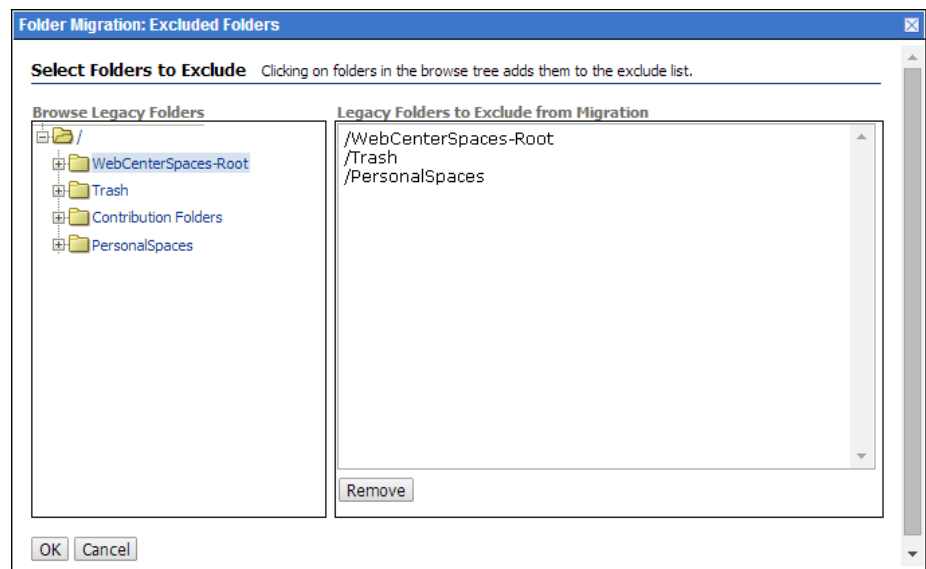 Folder Migration: Excluded Folders
Select Folders to Exclude Clicking on folders in the browse tree adds them to the exclude list.
Browse Legacy Folders
/
WebCenterSpaces-Root
Trash
Contribution Folders
PersonalSpaces
Legacy Folders to Exclude from Migration
/WebCenterSpaces-Root
/Trash
/PersonalSpaces
Remove
OK Cancel